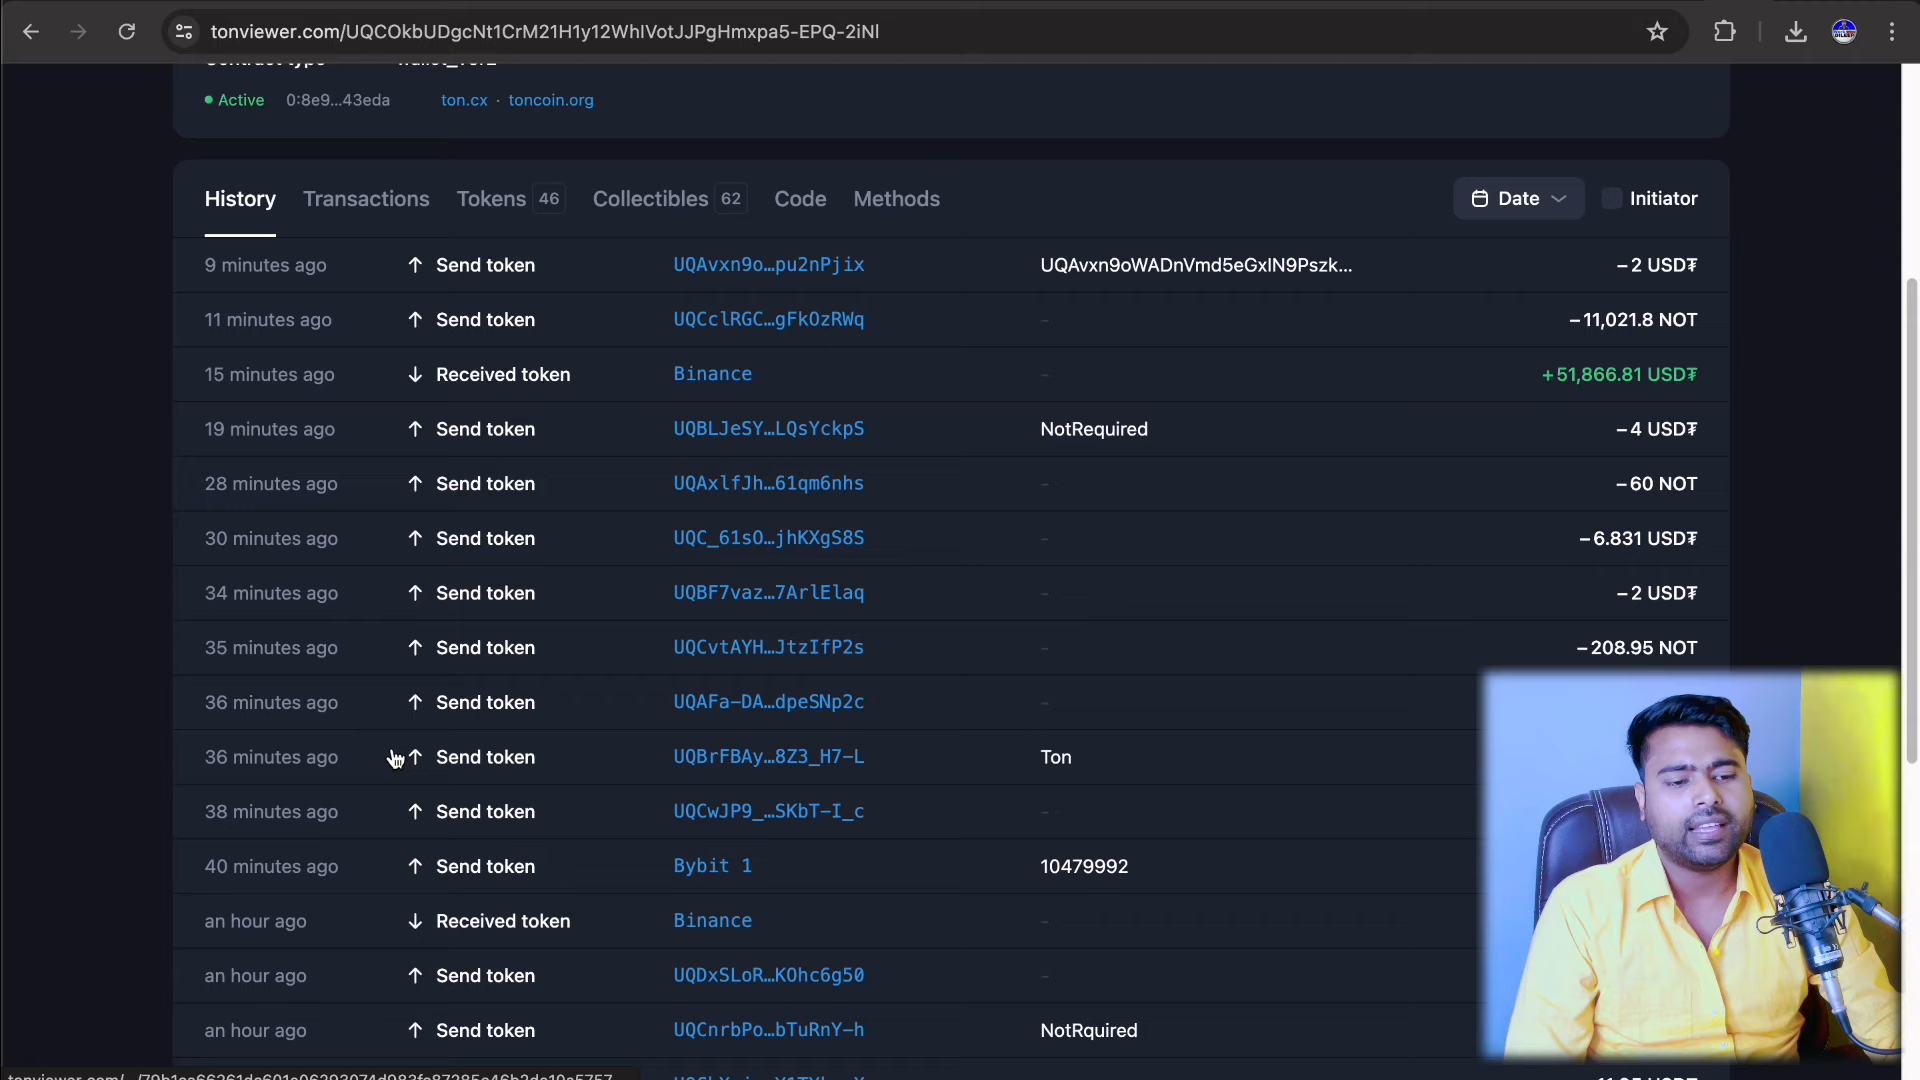 tonviewer.com/UQCOkbUDgcNt1CrM21H1y12WhIVotJJPgHmxpa5-EPQ-2iNl
Contract type wallet_v5r1
Active 0:8e9...43eda ton.cx · toncoin.org
History Transactions Tokens 46 Collectibles 62 Code Methods Date Initiator
9 minutes ago Send token UQAvxn9o…pu2nPjix UQAvxn9oWADnVmd5eGxlN9Pszk... −2 USD₮
11 minutes ago Send token UQCclRGC…gFkOzRWq - −11,021.8 NOT
15 minutes ago Received token Binance - +51,866.81 USD₮
19 minutes ago Send token UQBLJeSY…LQsYckpS NotRequired −4 USD₮
28 minutes ago Send token UQAxlfJh…61qm6nhs - −60 NOT
30 minutes ago Send token UQC_61sO…jhKXgS8S - −6.831 USD₮
34 minutes ago Send token UQBF7vaz…7ArlElaq - −2 USD₮
35 minutes ago Send token UQCvtAYH…JtzIfP2s - −208.95 NOT
36 minutes ago Send token UQAFa-DA…dpeSNp2c -
36 minutes ago Send token UQBrFBAy…8Z3_H7-L Ton
38 minutes ago Send token UQCwJP9_…SKbT-I_c -
40 minutes ago Send token Bybit 1 10479992
an hour ago Received token Binance -
an hour ago Send token UQDxSLoR…KOhc6g50 -
an hour ago Send token UQCnrbPo…bTuRnY-h NotRquired